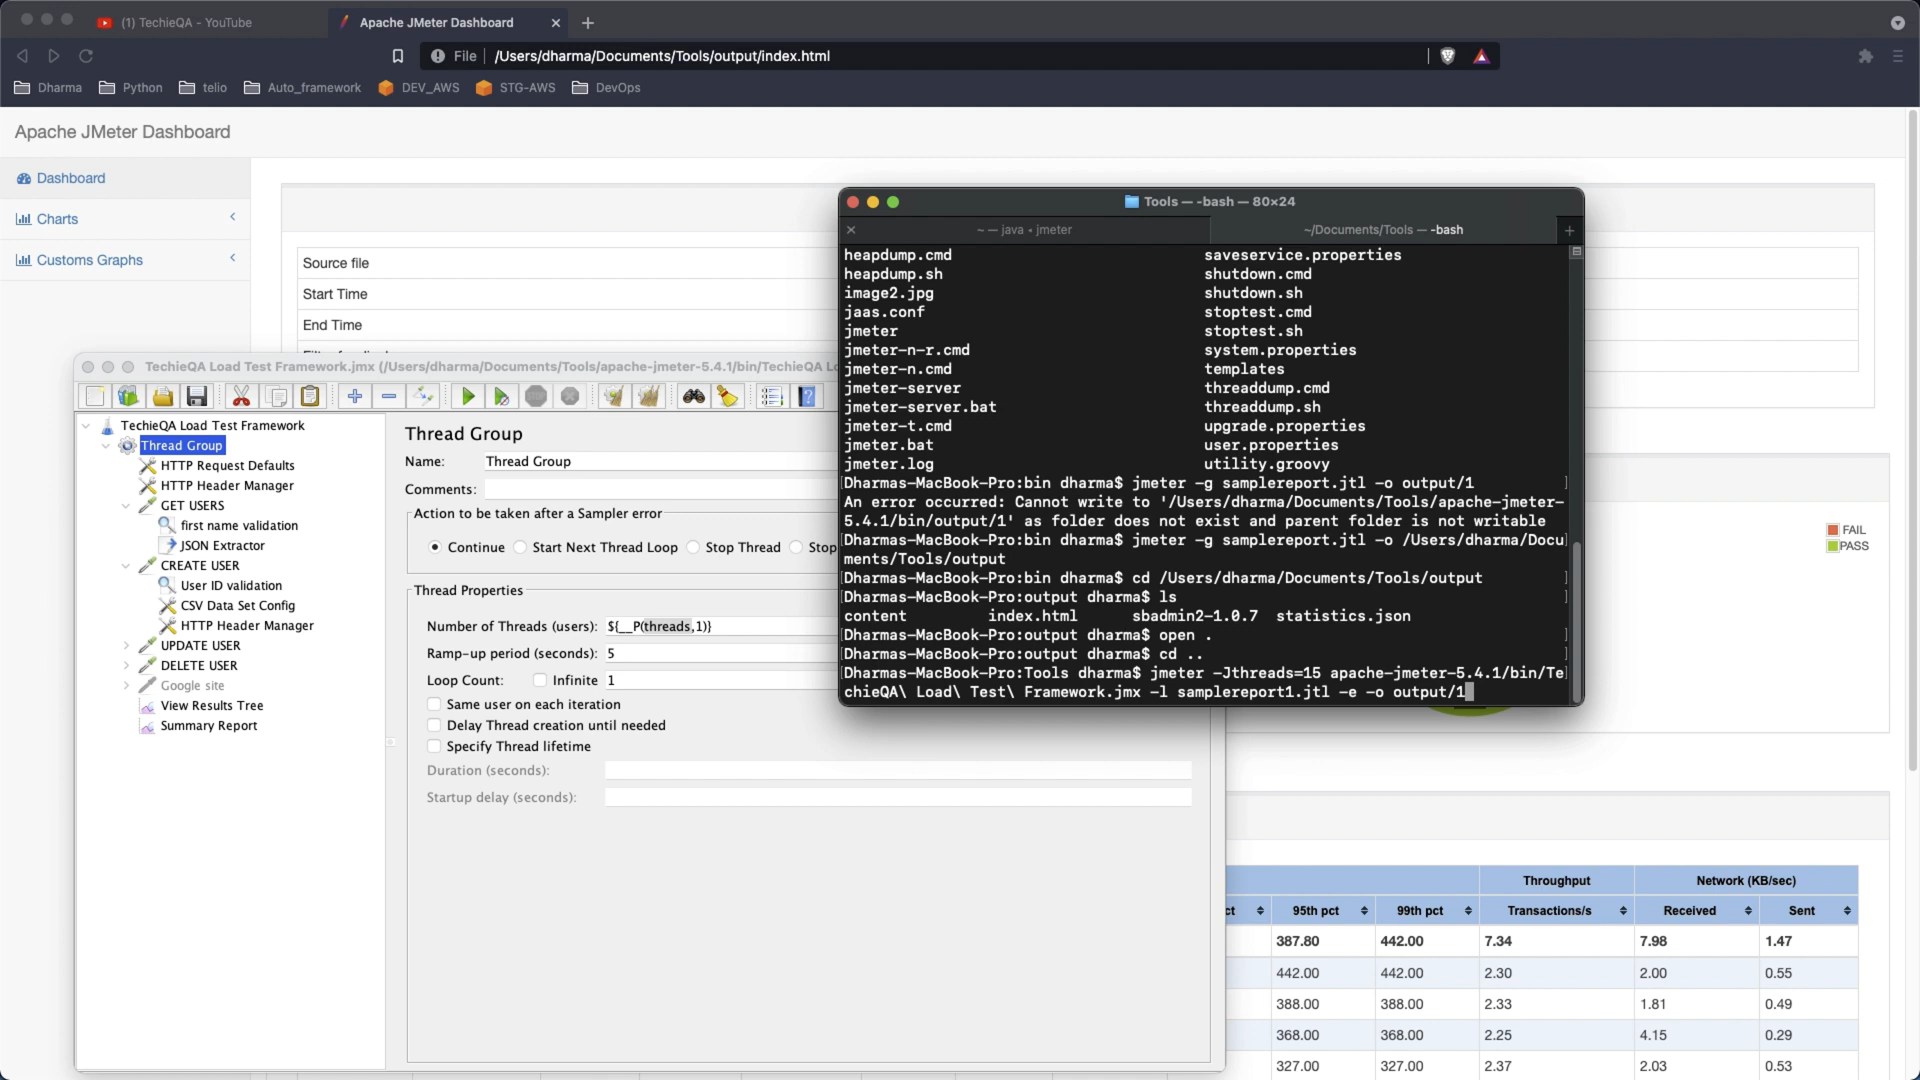 (1) TechieQA - YouTube
Apache JMeter Dashboard
File
/Users/dharma/Documents/Tools/output/index.html
Dharma
Python
telio
Auto_framework
DEV_AWS
STG-AWS
DevOps
Apache JMeter Dashboard
Dashboard
Charts
Customs Graphs
Source file
Start Time
End Time
Tools — -bash — 80×24
~ — java • jmeter
~/Documents/Tools — -bash
heapdump.cmd saveservice.properties
heapdump.sh shutdown.cmd
image2.jpg shutdown.sh
jaas.conf stoptest.cmd
jmeter stoptest.sh
jmeter-n-r.cmd system.properties
jmeter-n.cmd templates
jmeter-server threaddump.cmd
jmeter-server.bat threaddump.sh
jmeter-t.cmd upgrade.properties
jmeter.bat user.properties
jmeter.log utility.groovy
[Dharmas-MacBook-Pro:bin dharma$ jmeter -g samplereport.jtl -o output/1 ]
An error occurred: Cannot write to '/Users/dharma/Documents/Tools/apache-jmeter-
5.4.1/bin/output/1' as folder does not exist and parent folder is not writable
[Dharmas-MacBook-Pro:bin dharma$ jmeter -g samplereport.jtl -o /Users/dharma/Docu]
ments/Tools/output
[Dharmas-MacBook-Pro:bin dharma$ cd /Users/dharma/Documents/Tools/output ]
[Dharmas-MacBook-Pro:output dharma$ ls ]
content index.html sbadmin2-1.0.7 statistics.json
[Dharmas-MacBook-Pro:output dharma$ open . ]
[Dharmas-MacBook-Pro:output dharma$ cd .. ]
[Dharmas-MacBook-Pro:Tools dharma$ jmeter -Jthreads=15 apache-jmeter-5.4.1/bin/Te]
chieQA\ Load\ Test\ Framework.jmx -l samplereport1.jtl -e -o output/1
TechieQA Load Test Framework.jmx (/Users/dharma/Documents/Tools/apache-jmeter-5.4.1/bin/TechieQA Lo
TechieQA Load Test Framework
Thread Group
HTTP Request Defaults
HTTP Header Manager
GET USERS
first name validation
JSON Extractor
CREATE USER
User ID validation
CSV Data Set Config
HTTP Header Manager
UPDATE USER
DELETE USER
Google site
View Results Tree
Summary Report
Thread Group
Name: Thread Group
Comments:
Action to be taken after a Sampler error
Continue Start Next Thread Loop Stop Thread Stop
Thread Properties
Number of Threads (users): ${__P(threads,1)}
Ramp-up period (seconds): 5
Loop Count: Infinite 1
Same user on each iteration
Delay Thread creation until needed
Specify Thread lifetime
Duration (seconds):
Startup delay (seconds):
FAIL
PASS
Throughput Network (KB/sec)
ct 95th pct 99th pct Transactions/s Received Sent
387.80 442.00 7.34 7.98 1.47
442.00 442.00 2.30 2.00 0.55
388.00 388.00 2.33 1.81 0.49
368.00 368.00 2.25 4.15 0.29
327.00 327.00 2.37 2.03 0.53